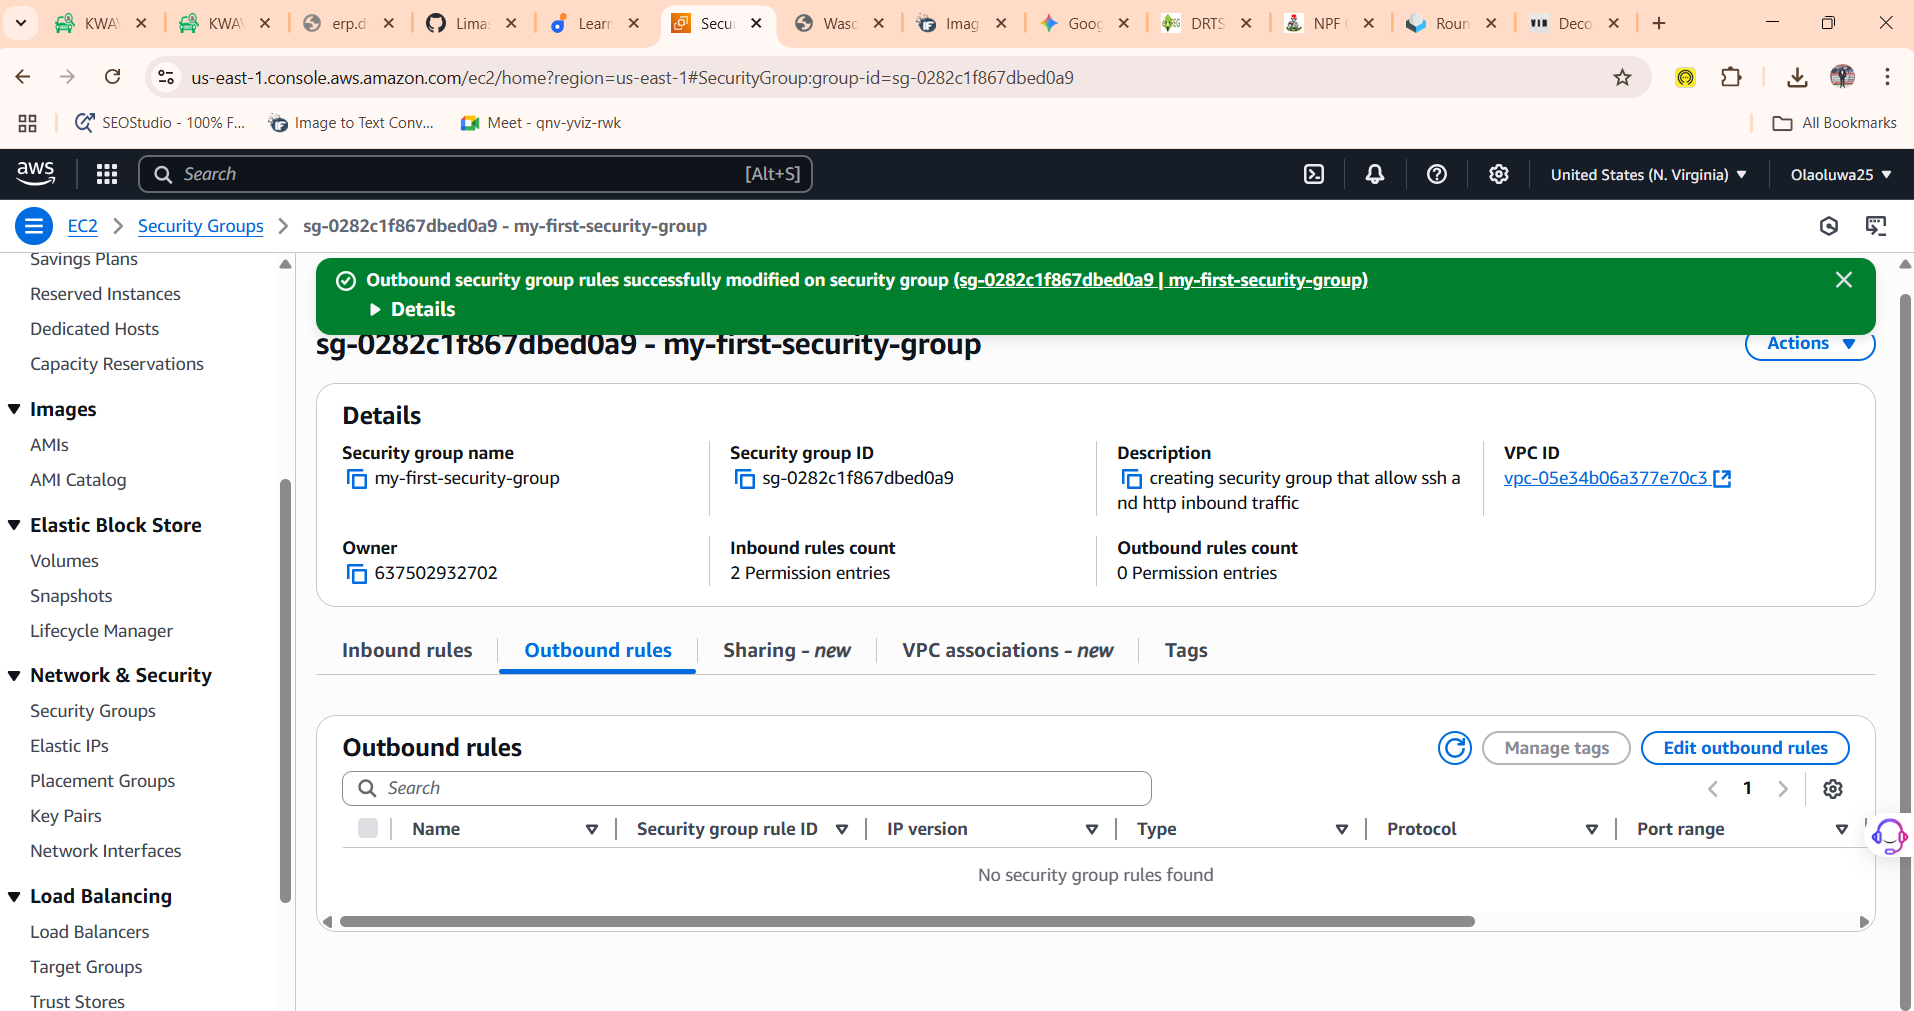 KWAV
KWAV
erp.d
Limas
Learn
Secur
Wasc
Imag
Goog
DRTS
NPF
Roun
VIN Deco
us-east-1.console.aws.amazon.com/ec2/home?region=us-east-1#SecurityGroup:group-id=sg-0282c1f867dbed0a9
SEOStudio - 100% F...
Image to Text Conv...
Meet - qnv-yviz-rwk
All Bookmarks
aws
Search
[Alt+S]
United States (N. Virginia)
Olaoluwa25
EC2
Security Groups
sg-0282c1f867dbed0a9 - my-first-security-group
Savings Plans
Reserved Instances
Dedicated Hosts
Capacity Reservations
Images
AMIs
AMI Catalog
Elastic Block Store
Volumes
Snapshots
Lifecycle Manager
Network & Security
Security Groups
Elastic IPs
Placement Groups
Key Pairs
Network Interfaces
Load Balancing
Load Balancers
Target Groups
Trust Stores
Outbound security group rules successfully modified on security group (sg-0282c1f867dbed0a9 | my-first-security-group)
Details
sg-0282c1f867dbed0a9 - my-first-security-group
Actions
Details
Security group name
my-first-security-group
Security group ID
sg-0282c1f867dbed0a9
Description
creating security group that allow ssh a
nd http inbound traffic
VPC ID
vpc-05e34b06a377e70c3
Owner
637502932702
Inbound rules count
2 Permission entries
Outbound rules count
0 Permission entries
Inbound rules
Outbound rules
Sharing - new
VPC associations - new
Tags
Outbound rules
Manage tags
Edit outbound rules
Search
1
Name
Security group rule ID
IP version
Type
Protocol
Port range
No security group rules found